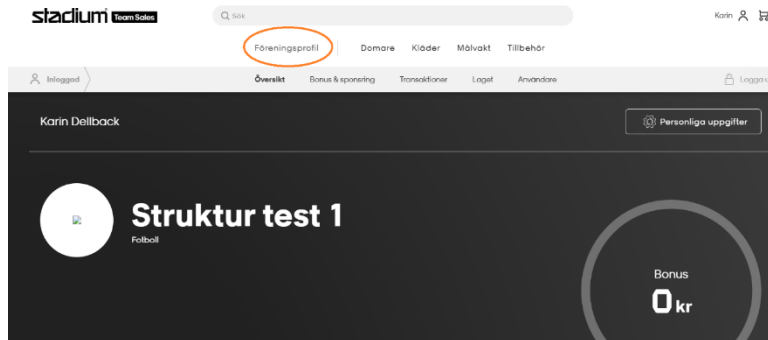 stadium Team Sales
Sök
Karin
Föreningsprofil Domare Kläder Målvakt Tillbehör
Inloggad
Översikt Bonus & sponsring Transaktioner Laget Användare
Logga u
Karin Dellback
Personliga uppgifter
Struktur test 1
Fotboll
Bonus
0 kr